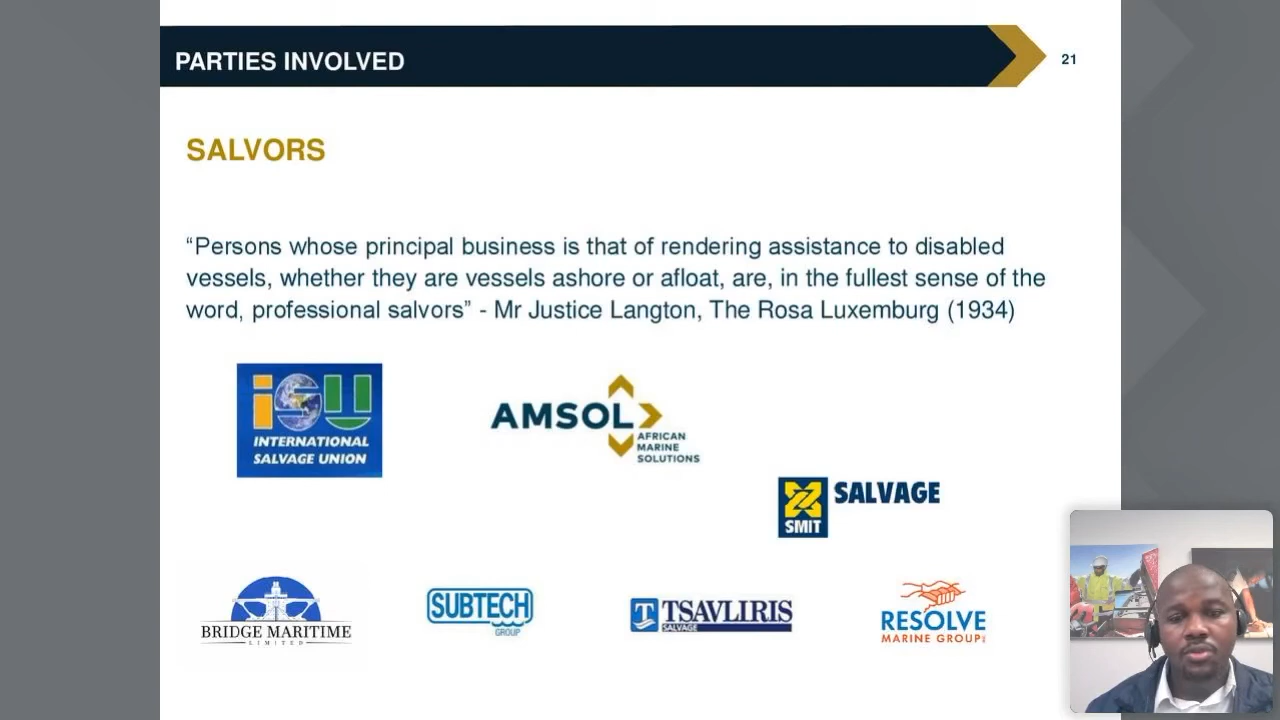 PARTIES INVOLVED
21
SALVORS
“Persons whose principal business is that of rendering assistance to disabled
vessels, whether they are vessels ashore or afloat, are, in the fullest sense of the
word, professional salvors” - Mr Justice Langton, The Rosa Luxemburg (1934)
isu
INTERNATIONAL
SALVAGE UNION
AMSOL
AFRICAN
MARINE
SOLUTIONS
SALVAGE
SMIT
BRIDGE MARITIME
LIMITED
SUBTECH
GROUP
TSAVLIRIS
SALVAGE
RESOLVE
MARINE GROUP